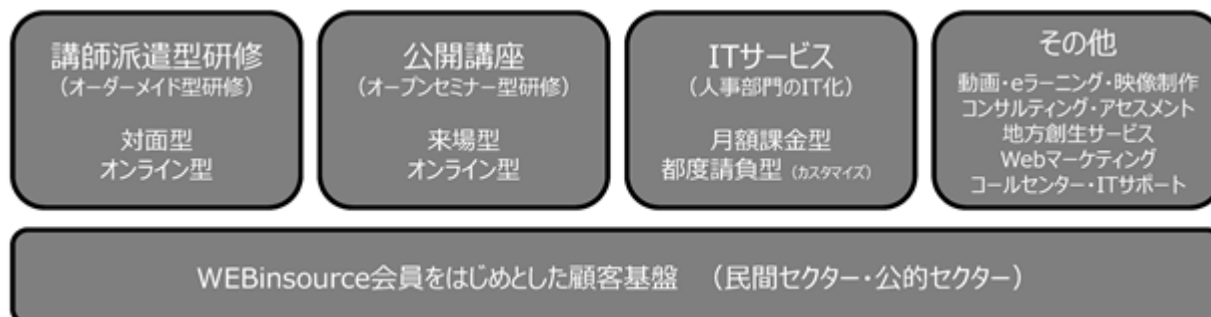 講師派遣型研修
（オーダーメイド型研修）
対面型
オンライン型
公開講座
（オープンセミナー型研修）
来場型
オンライン型
ITサービス
（人事部門のIT化）
月額課金型
都度請負型（カスタマイズ）
その他
動画・eラーニング・映像制作
コンサルティング・アセスメント
地方創生サービス
Webマーケティング
コールセンター・ITサポート
WEBinsource会員をはじめとした顧客基盤　（民間セクター・公的セクター）